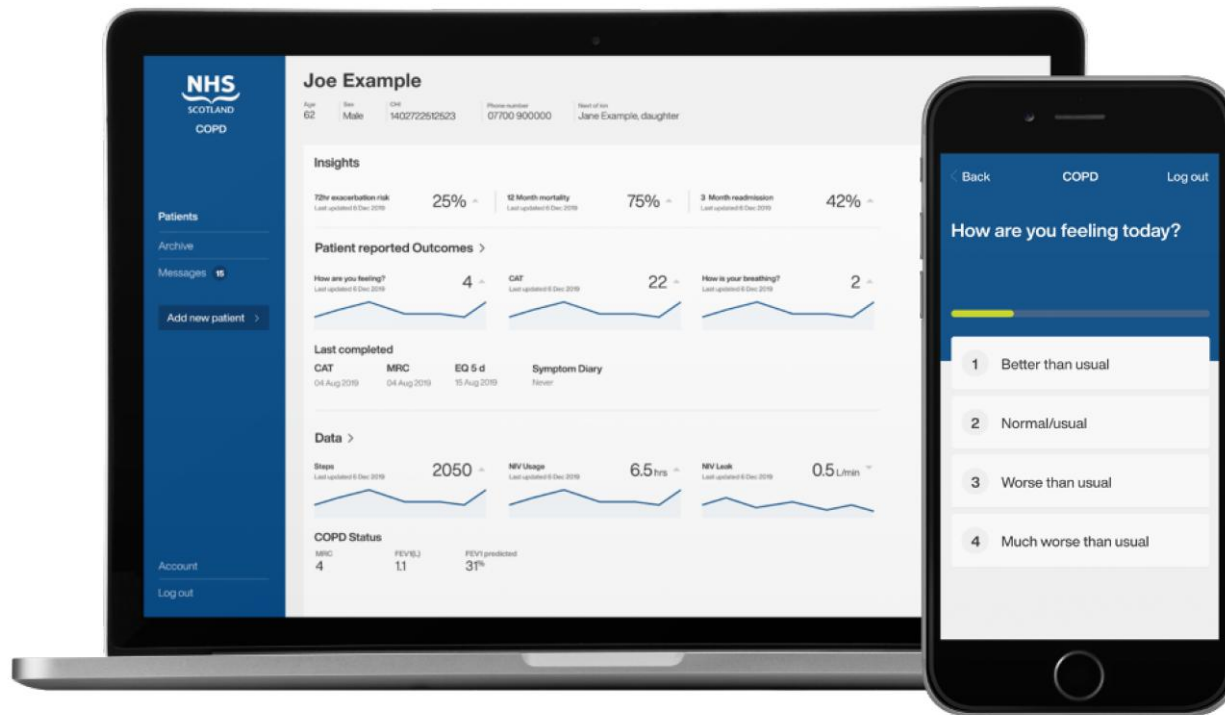 NHS
SCOTLAND
COPD
Patients
Archive
Messages 15
Add new patient >
Account
Log out
Joe Example
Age Sex CHI Phone number Next of kin
62 Male 1402722512523 07700 900000 Jane Example, daughter
Insights
72hr exacerbation risk 25% 12 Month mortality 75% 3 Month readmission 42%
Last updated 6 Dec 2019 Last updated 6 Dec 2019 Last updated 6 Dec 2019
Patient reported Outcomes >
How are you feeling? 4 CAT 22 How is your breathing? 2
Last updated 6 Dec 2019 Last updated 6 Dec 2019 Last updated 6 Dec 2019
Last completed
CAT MRC EQ 5 d Symptom Diary
04 Aug 2019 04 Aug 2019 15 Aug 2019 Never
Data >
Steps 2050 NIV Usage 6.5 hrs NIV Leak 0.5 L/min
Last updated 6 Dec 2019 Last updated 6 Dec 2019 Last updated 6 Dec 2019
COPD Status
MRC FEV1(L) FEV1 predicted
4 1.1 31%
< Back COPD Log out
How are you feeling today?
1 Better than usual
2 Normal/usual
3 Worse than usual
4 Much worse than usual